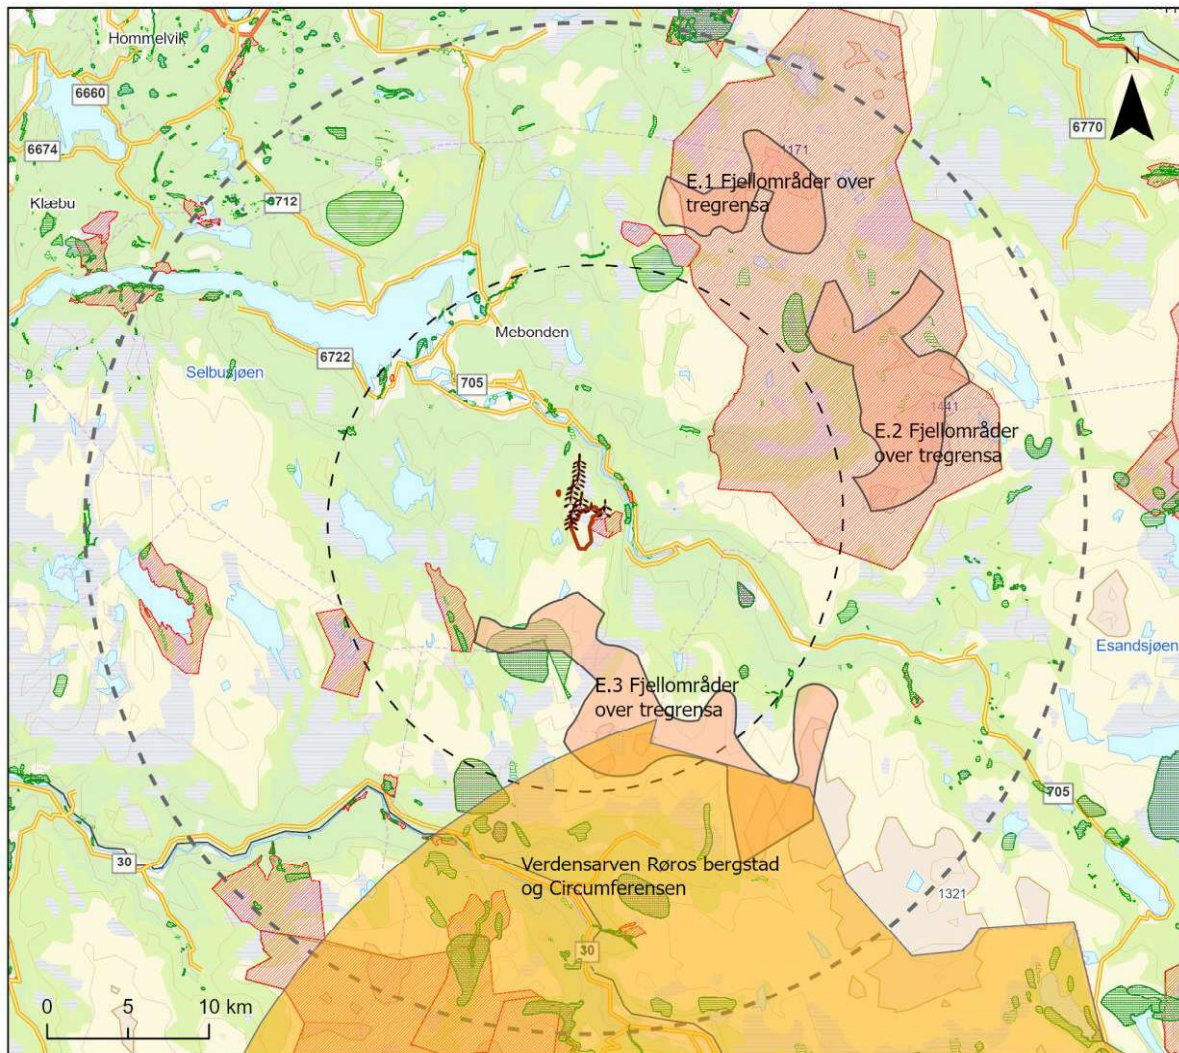 Hommelvik
6660
N
6674
6770
1171
E.1 Fjellområder over
tregrensa
Klæbu
6712
Mebonden
6722
Selbusjøen
705
1441
E.2 Fjellområder
over tregrensa
Esandsjøen
E.3 Fjellområder
over tregrensa
705
30
Verdensarven Røros bergstad
og Circumferensen
1321
30
0 5 10 km